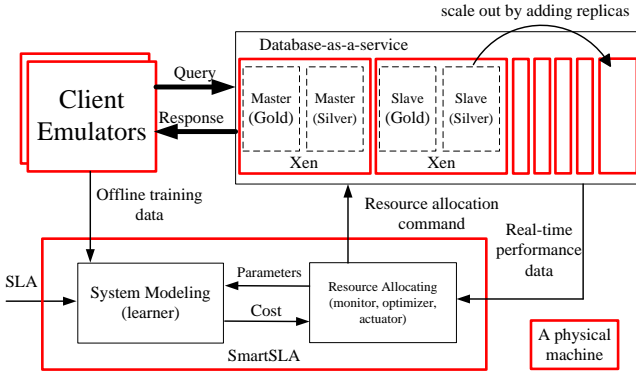 scale out by adding replicas
Database-as-a-service
Query
Client
Emulators
Response
Master
(Gold)
Master
(Silver)
Slave
(Gold)
Slave
(Silver)
Xen
Xen
Offline training
data
Resource allocation
command
Real-time
performance
data
SLA
System Modeling
(learner)
Parameters
Cost
Resource Allocating
(monitor, optimizer,
actuator)
SmartSLA
A physical
machine